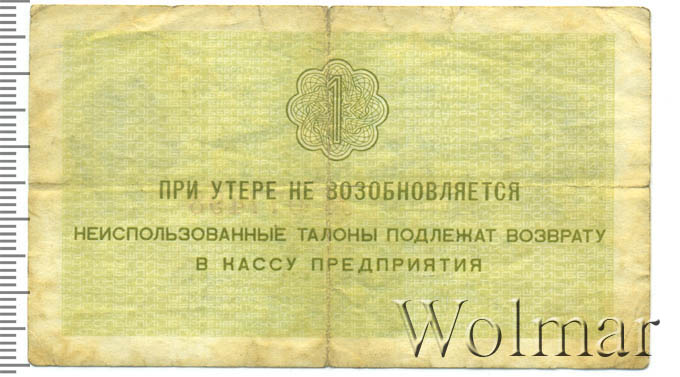 1
ПРИ УТЕРЕ НЕ ВОЗОБНОВЛЯЕТСЯ
НЕИСПОЛЬЗОВАННЫЕ ТАЛОНЫ ПОДЛЕЖАТ ВОЗВРАТУ
В КАССУ ПРЕДПРИЯТИЯ
Wolmar